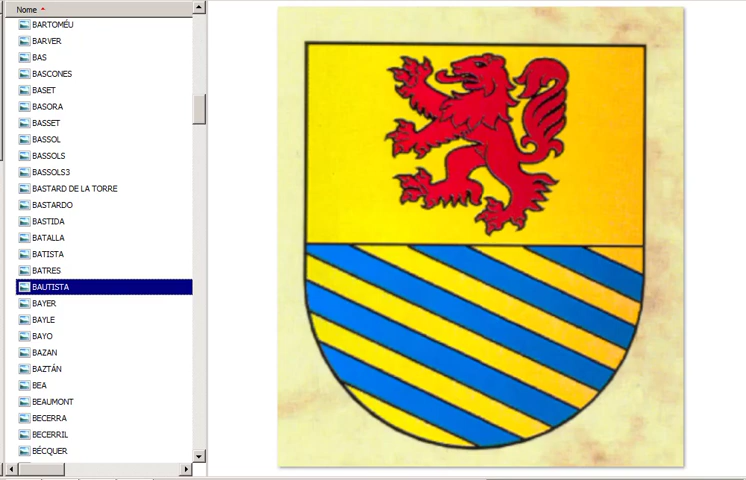 Nome
BARTOMÉU
BARVER
BAS
BASCONES
BASET
BASORA
BASSET
BASSOL
BASSOLS
BASSOLS3
BASTARD DE LA TORRE
BASTARDO
BASTIDA
BATALLA
BATISTA
BATRES
BAUTISTA
BAYER
BAYLE
BAYO
BAZAN
BAZTÁN
BEA
BEAUMONT
BECERRA
BECERRIL
BÉCQUER